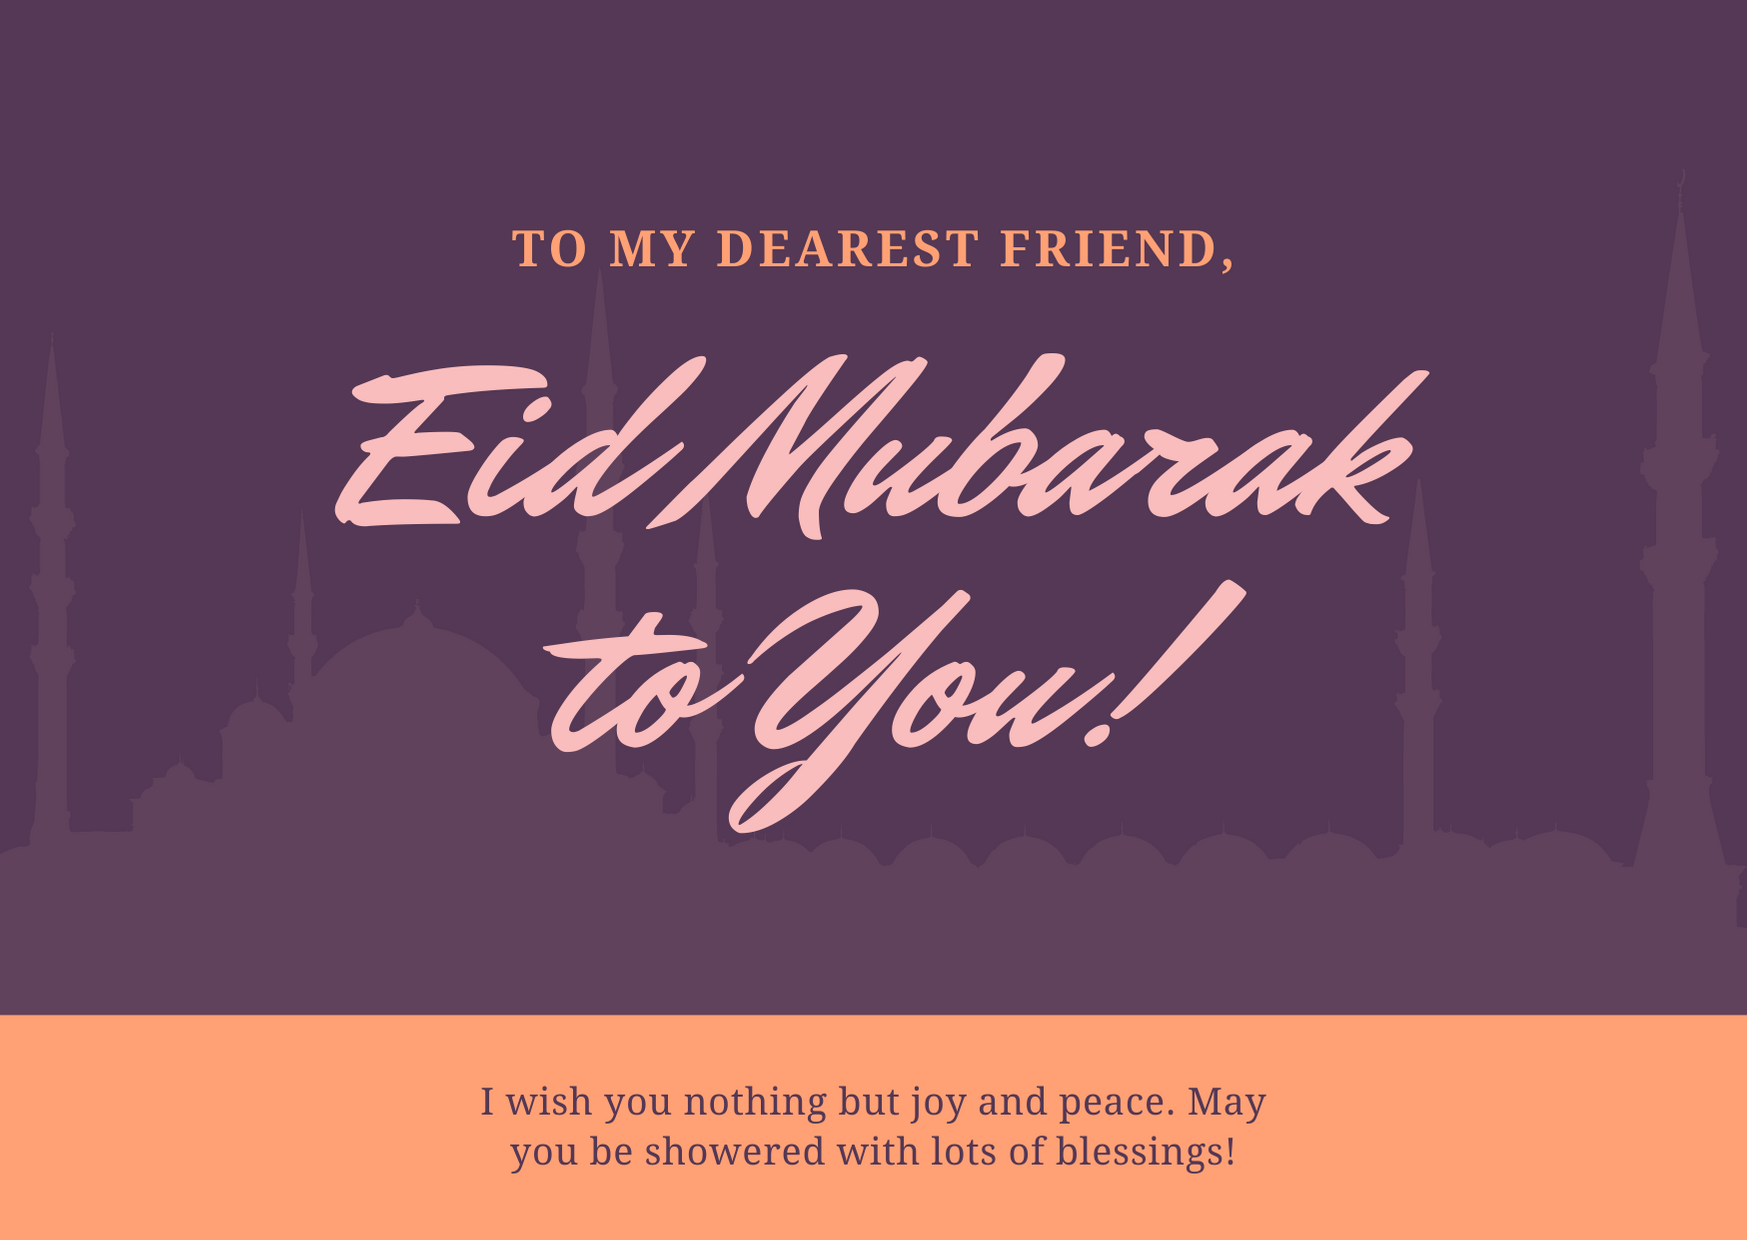 TO MY DEAREST FRIEND,
Eid Mubarak
to You!
I wish you nothing but joy and peace. May
you be showered with lots of blessings!